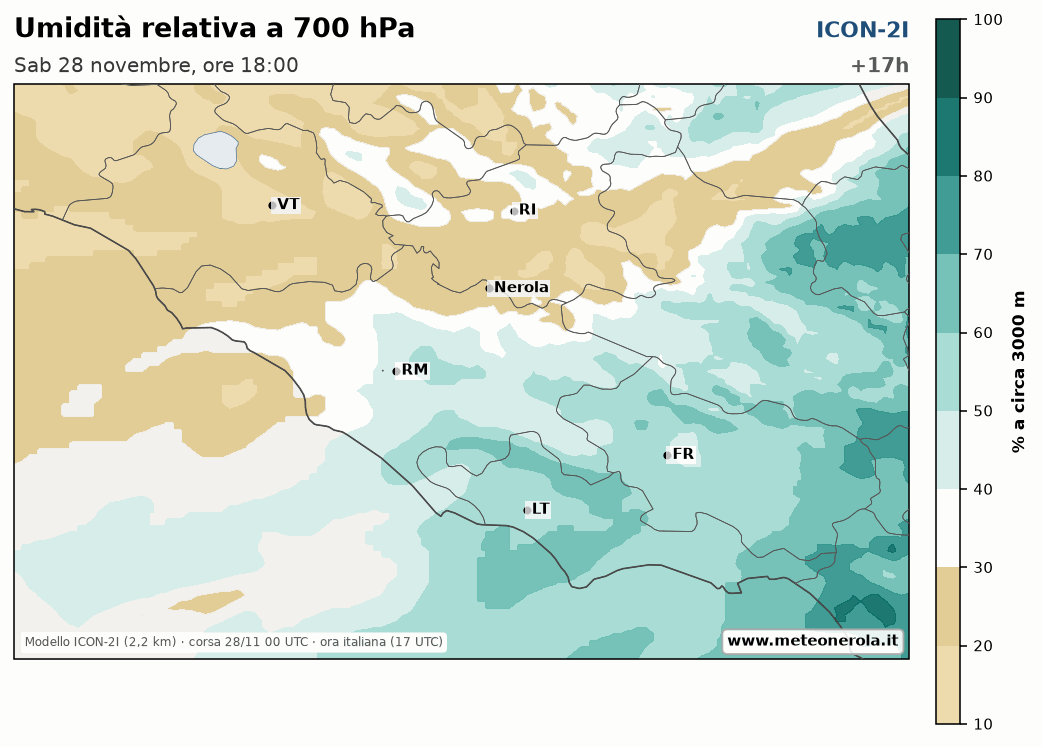 Umidità relativa a 700 hPa
ICON-2I
Sab 28 novembre, ore 18:00
+17h
VT
RI
Nerola
RM
FR
LT
Modello ICON-2I (2,2 km) · corsa 28/11 00 UTC · ora italiana (17 UTC)
www.meteonerola.it
100
90
80
70
60
50
40
30
20
10
% a circa 3000 m